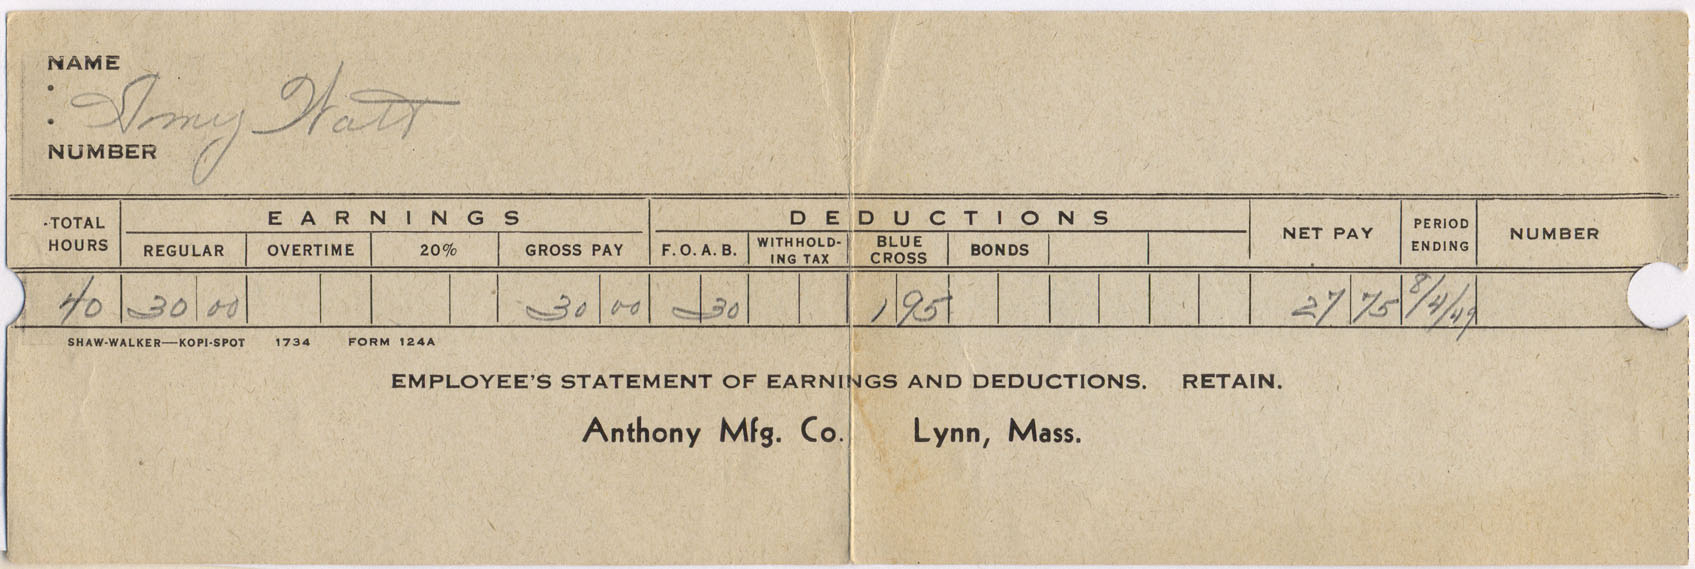 NAME
Amy Watt
NUMBER
TOTAL HOURS EARNINGS DEDUCTIONS NET PAY PERIOD ENDING NUMBER
REGULAR OVERTIME 20% GROSS PAY F.O.A.B. WITHHOLD-ING TAX BLUE CROSS BONDS
40 30 00 30 00 30 1 95 27 75 8/4/49
SHAW-WALKER—KOPI-SPOT 1734 FORM 124A
EMPLOYEE'S STATEMENT OF EARNINGS AND DEDUCTIONS. RETAIN.
Anthony Mfg. Co. Lynn, Mass.